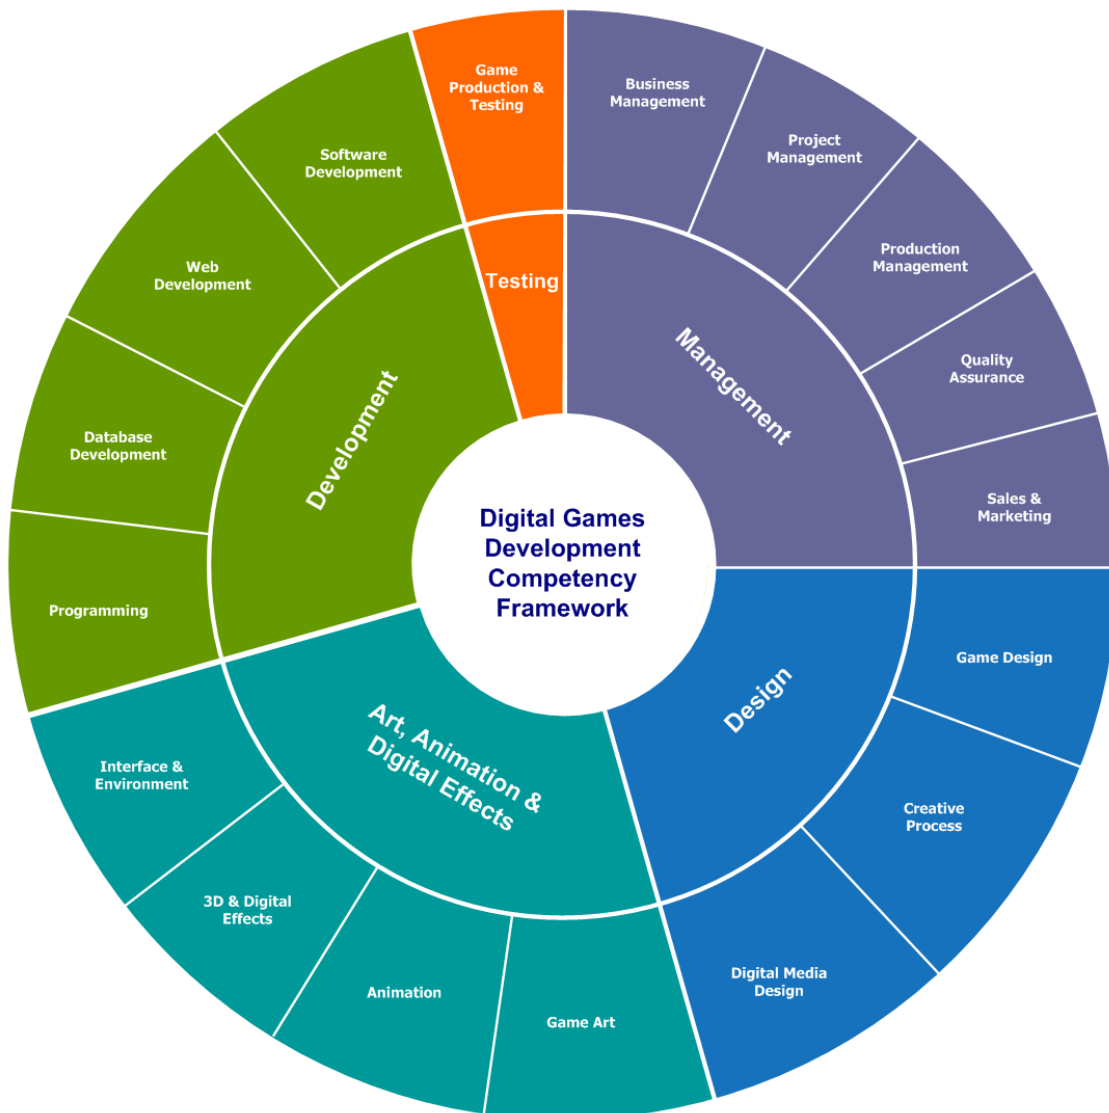 Digital Games
Development
Competency
Framework
Management
Business
Management
Project
Management
Production
Management
Quality
Assurance
Sales &
Marketing
Design
Game Design
Creative
Process
Digital Media
Design
Art, Animation &
Digital Effects
Game Art
Animation
3D & Digital
Effects
Interface &
Environment
Development
Programming
Database
Development
Web
Development
Software
Development
Testing
Game
Production &
Testing